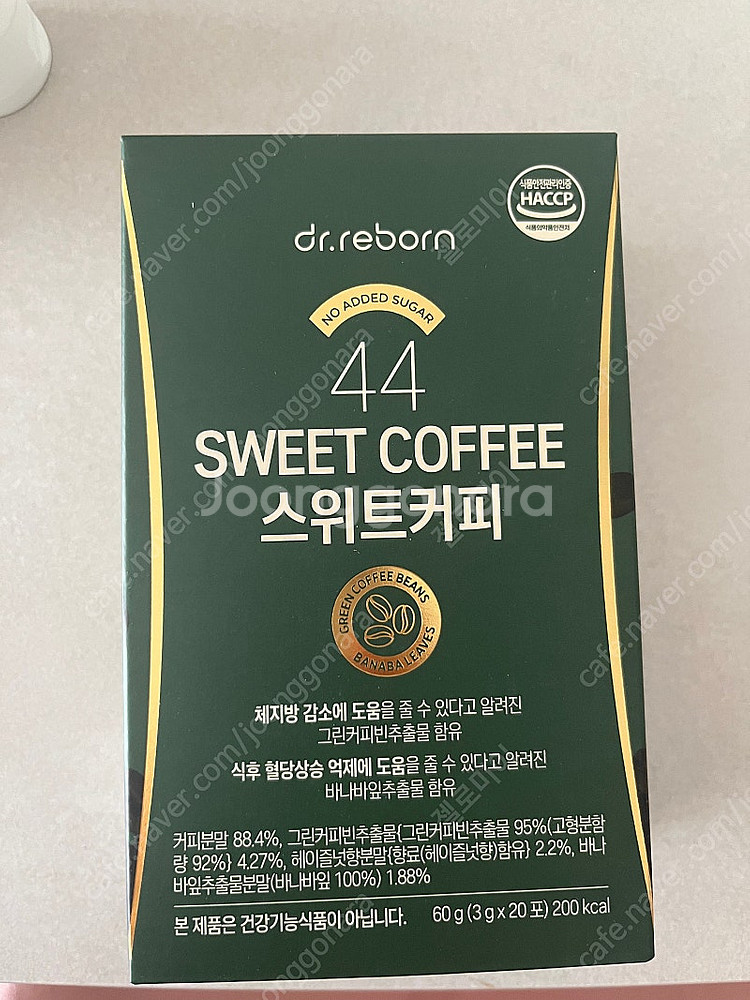 식품안전관리인증
HACCP
식품의약품안전처
dr.reborn
NO ADDED SUGAR
44
SWEET COFFEE
스위트커피
Joonggonara
GREEN COFFEE BEANS
BANABA LEAVES
체지방 감소에 도움을 줄 수 있다고 알려진
그린커피빈추출물 함유
식후 혈당상승 억제에 도움을 줄 수 있다고 알려진
바나바잎추출물 함유
커피분말 88.4%, 그린커피빈추출물{그린커피빈추출물 95%(고형분함
량 92%} 4.27%, 헤이즐넛향분말{향료(헤이즐넛향)함유} 2.2%, 바나
바잎추출물분말(바나바잎 100%) 1.88%
본 제품은 건강기능식품이 아닙니다. 60 g (3 g x 20 포) 200 kcal
cafe.naver.com/joonggonara